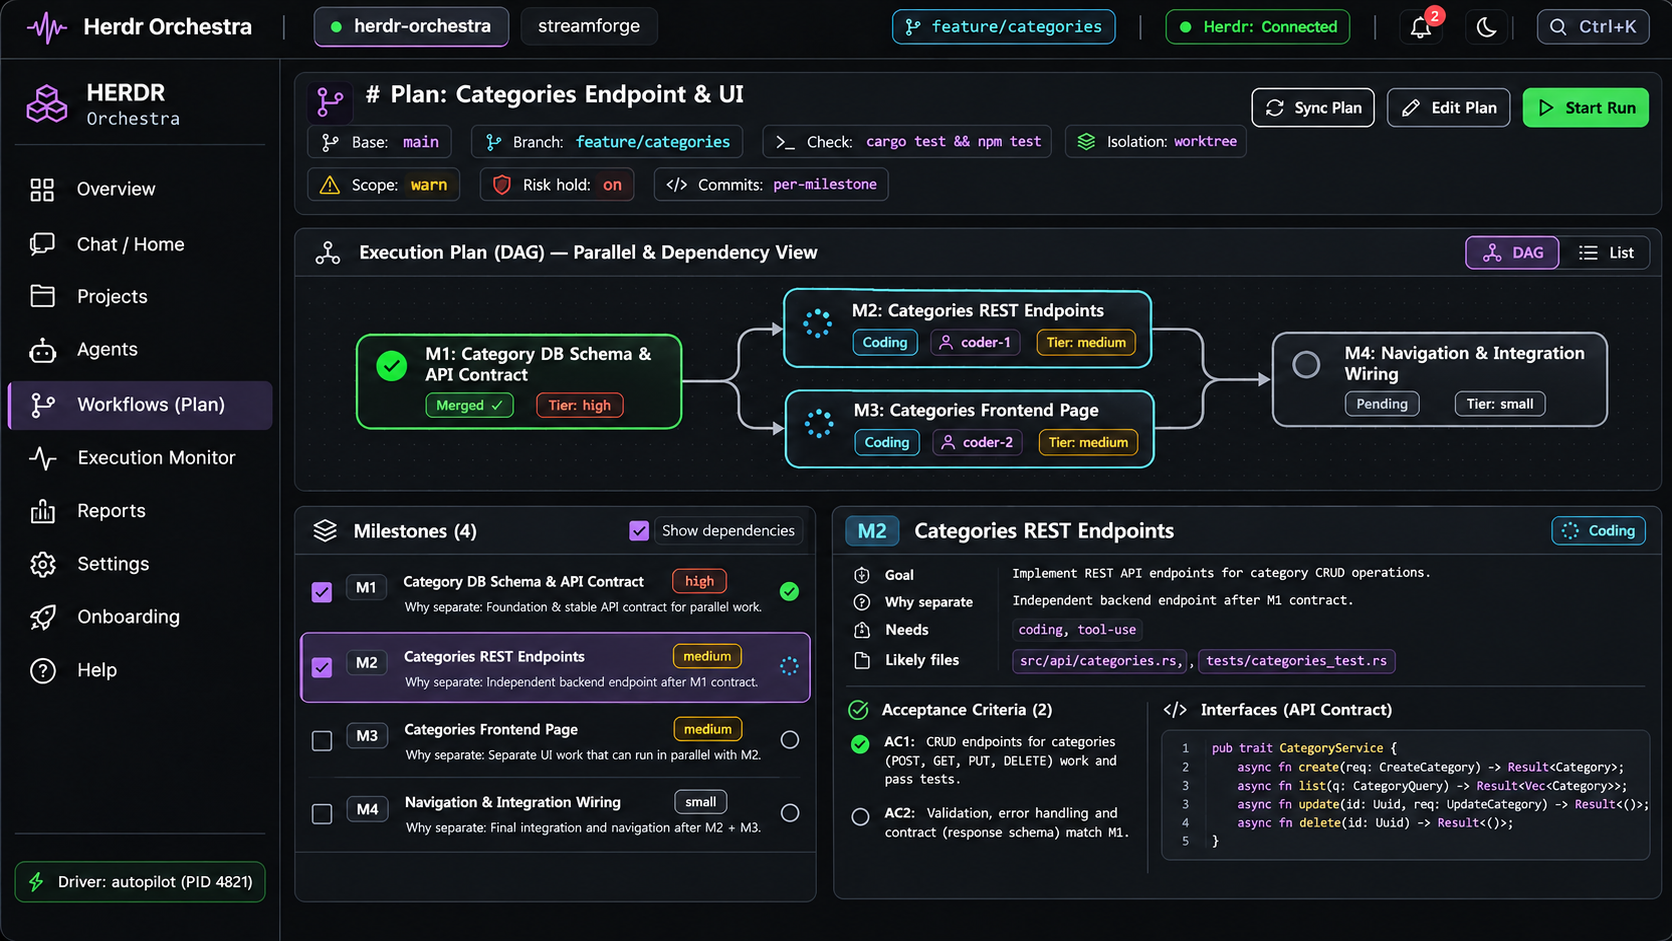 Herdr Orchestra
herdr-orchestra
streamforge
feature/categories
Herdr: Connected
2
Ctrl+K
HERDR
Orchestra
Overview
Chat / Home
Projects
Agents
Workflows (Plan)
Execution Monitor
Reports
Settings
Onboarding
Help
Driver: autopilot (PID 4821)
# Plan: Categories Endpoint & UI
Sync Plan
Edit Plan
Start Run
Base: main
Branch: feature/categories
Check: cargo test && npm test
Isolation: worktree
Scope: warn
Risk hold: on
Commits: per-milestone
Execution Plan (DAG) — Parallel & Dependency View
DAG
List
M1: Category DB Schema &
API Contract
Merged ✓
Tier: high
M2: Categories REST Endpoints
Coding
coder-1
Tier: medium
M3: Categories Frontend Page
Coding
coder-2
Tier: medium
M4: Navigation & Integration
Wiring
Pending
Tier: small
Milestones (4)
Show dependencies
M1
Category DB Schema & API Contract
high
Why separate: Foundation & stable API contract for parallel work.
M2
Categories REST Endpoints
medium
Why separate: Independent backend endpoint after M1 contract.
M3
Categories Frontend Page
medium
Why separate: Separate UI work that can run in parallel with M2.
M4
Navigation & Integration Wiring
small
Why separate: Final integration and navigation after M2 + M3.
M2
Categories REST Endpoints
Coding
Goal
Implement REST API endpoints for category CRUD operations.
Why separate
Independent backend endpoint after M1 contract.
Needs
coding, tool-use
Likely files
src/api/categories.rs, , tests/categories_test.rs
Acceptance Criteria (2)
AC1: CRUD endpoints for categories
(POST, GET, PUT, DELETE) work and
pass tests.
AC2: Validation, error handling and
contract (response schema) match M1.
</> Interfaces (API Contract)
1 pub trait CategoryService {
2 async fn create(req: CreateCategory) -> Result<Category>;
3 async fn list(q: CategoryQuery) -> Result<Vec<Category>>;
3 async fn update(id: Uuid, req: UpdateCategory) -> Result<()>;
4 async fn delete(id: Uuid) -> Result<()>;
5 }